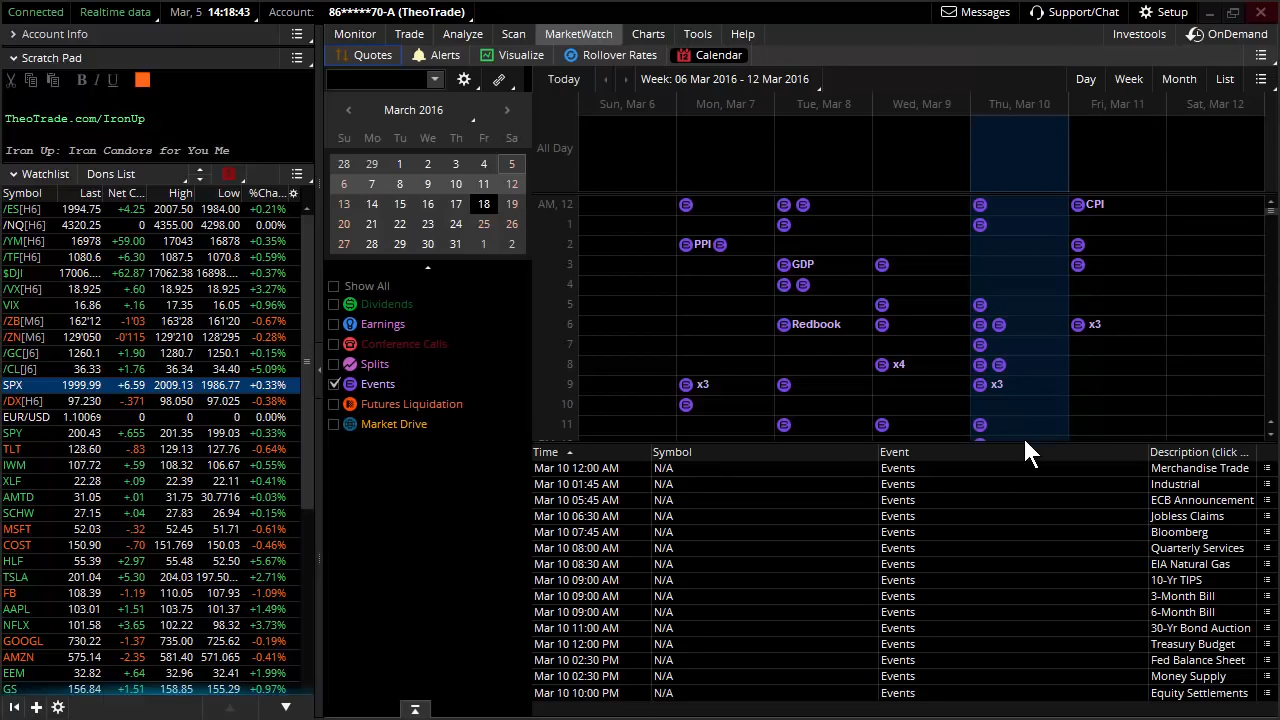 Connected Realtime data Mar, 5 14:18:43 Account: 86*****70-A (TheoTrade) Messages Support/Chat Setup
Account Info
Monitor Trade Analyze Scan MarketWatch Charts Tools Help Investools OnDemand
Scratch Pad
Quotes Alerts Visualize Rollover Rates Calendar
B I U
TheoTrade.com/IronUp
Iron Up: Iron Condors for You Me
Watchlist Dons List
Symbol Last Net C... High Low %Cha...
/ES[H6] 1994.75 +4.25 2007.50 1984.00 +0.21%
/NQ[H6] 4320.25 0 4355.00 4298.00 0.00%
/YM[H6] 16978 +59.00 17043 16878 +0.35%
/TF[H6] 1080.6 +6.30 1085.7 1070.8 +0.59%
$DJI 17006.... +62.87 17062.38 16898.... +0.37%
/VX[H6] 18.925 +.60 18.925 18.925 +3.27%
VIX 16.86 +.16 17.35 16.05 +0.96%
/ZB[M6] 162'12 -1'03 163'28 161'20 -0.67%
/ZN[M6] 129'050 -0'115 129'210 128'295 -0.28%
/GC[J6] 1260.1 +1.90 1280.7 1250.1 +0.15%
/CL[J6] 36.33 +1.76 36.34 34.40 +5.09%
SPX 1999.99 +6.59 2009.13 1986.77 +0.33%
/DX[H6] 97.230 -.371 98.050 97.025 -0.38%
EUR/USD 1.10069 0 0 0 0.00%
SPY 200.43 +.655 201.35 199.03 +0.33%
TLT 128.60 -.83 129.13 127.76 -0.64%
IWM 107.72 +.59 108.32 106.67 +0.55%
XLF 22.28 +.09 22.39 22.11 +0.41%
AMTD 31.05 +.01 31.75 30.7716 +0.03%
SCHW 27.15 +.04 27.83 26.94 +0.15%
MSFT 52.03 -.32 52.45 51.71 -0.61%
COST 150.90 -.70 151.769 150.03 -0.46%
HLF 55.39 +2.97 55.48 52.50 +5.67%
TSLA 201.04 +5.30 204.03 197.50... +2.71%
FB 108.39 -1.19 110.05 107.93 -1.09%
AAPL 103.01 +1.51 103.75 101.37 +1.49%
NFLX 101.58 +3.65 102.22 98.32 +3.73%
GOOGL 730.22 -1.37 735.00 725.62 -0.19%
AMZN 575.14 -2.35 581.40 571.065 -0.41%
EEM 32.82 +.64 32.96 32.41 +1.99%
GS 156.84 +1.51 158.85 155.29 +0.97%
March 2016
Su Mo Tu We Th Fr Sa
28 29 1 2 3 4 5
6 7 8 9 10 11 12
13 14 15 16 17 18 19
20 21 22 23 24 25 26
27 28 29 30 31 1 2
Show All
Dividends
Earnings
Conference Calls
Splits
Events
Futures Liquidation
Market Drive
Today Week: 06 Mar 2016 - 12 Mar 2016 Day Week Month List
Sun, Mar 6 Mon, Mar 7 Tue, Mar 8 Wed, Mar 9 Thu, Mar 10 Fri, Mar 11 Sat, Mar 12
All Day
AM, 12 CPI
1
2 PPI
3 GDP
4
5
6 Redbook x3
7
8 x4
9 x3 x3
10
11
Time Symbol Event Description (click ...
Mar 10 12:00 AM N/A Events Merchandise Trade
Mar 10 01:45 AM N/A Events Industrial
Mar 10 05:45 AM N/A Events ECB Announcement
Mar 10 06:30 AM N/A Events Jobless Claims
Mar 10 07:45 AM N/A Events Bloomberg
Mar 10 08:00 AM N/A Events Quarterly Services
Mar 10 08:30 AM N/A Events EIA Natural Gas
Mar 10 09:00 AM N/A Events 10-Yr TIPS
Mar 10 09:00 AM N/A Events 3-Month Bill
Mar 10 09:00 AM N/A Events 6-Month Bill
Mar 10 11:00 AM N/A Events 30-Yr Bond Auction
Mar 10 12:00 PM N/A Events Treasury Budget
Mar 10 02:30 PM N/A Events Fed Balance Sheet
Mar 10 02:30 PM N/A Events Money Supply
Mar 10 10:00 PM N/A Events Equity Settlements